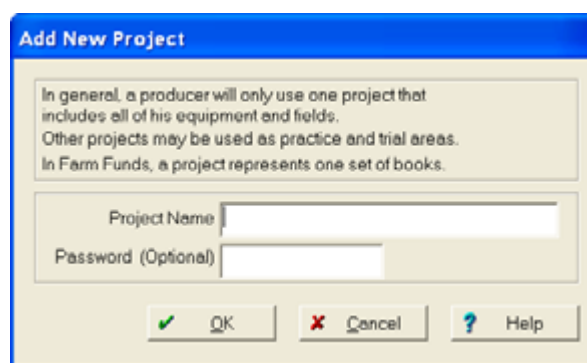 Add New Project
In general, a producer will only use one project that
includes all of his equipment and fields.
Other projects may be used as practice and trial areas.
In Farm Funds, a project represents one set of books.
Project Name
Password (Optional)
OK Cancel Help